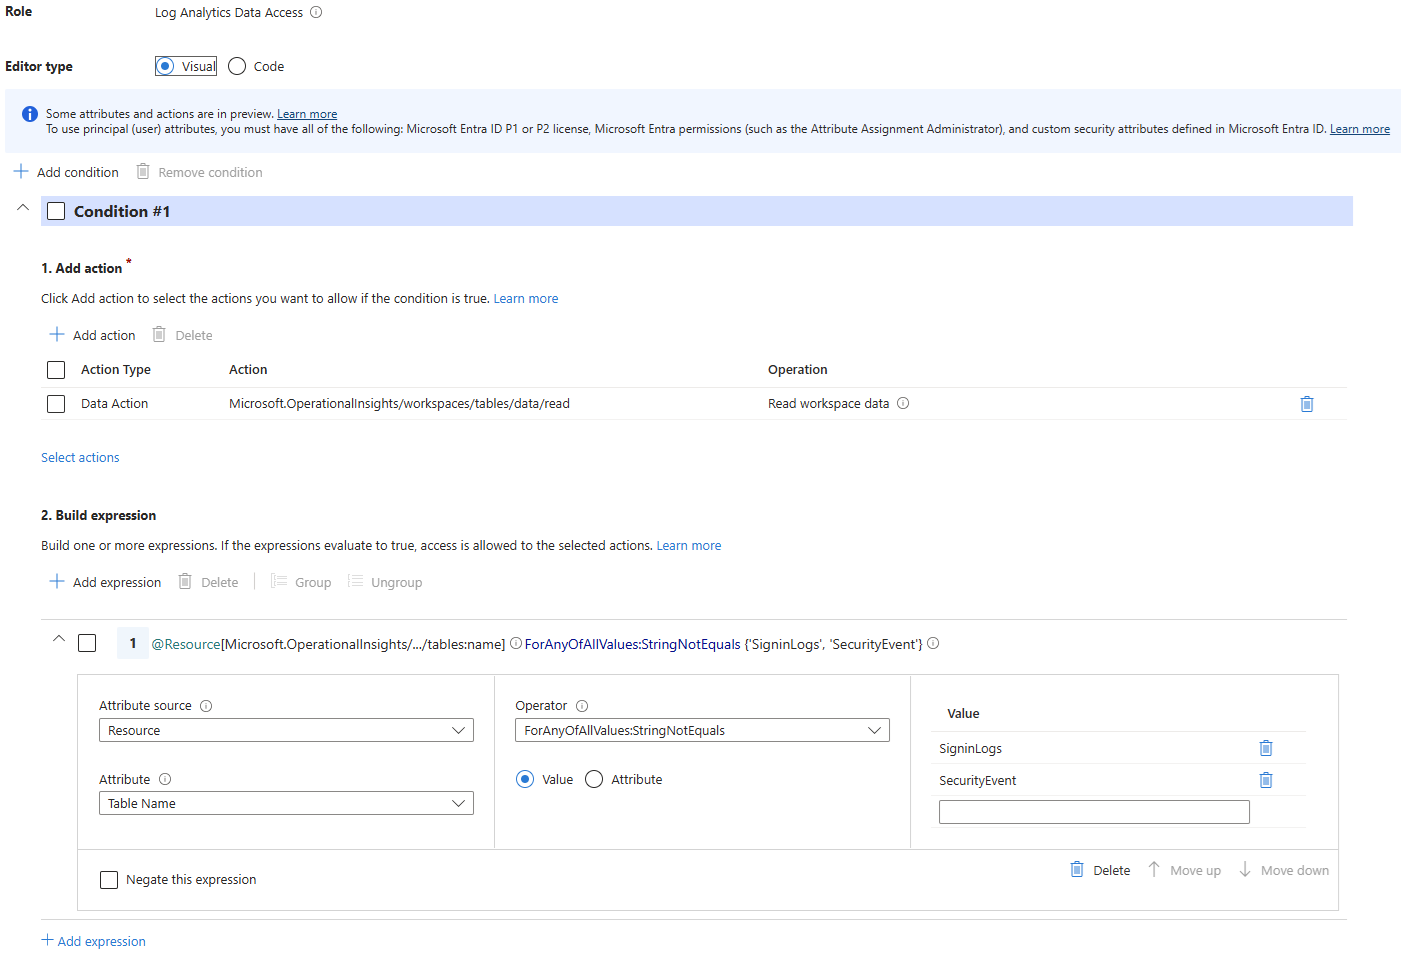 Role Log Analytics Data Access
Editor type Visual Code
Some attributes and actions are in preview. Learn more
To use principal (user) attributes, you must have all of the following: Microsoft Entra ID P1 or P2 license, Microsoft Entra permissions (such as the Attribute Assignment Administrator), and custom security attributes defined in Microsoft Entra ID. Learn more
Add condition Remove condition
Condition #1
1. Add action *
Click Add action to select the actions you want to allow if the condition is true. Learn more
Add action Delete
Action Type Action Operation
Data Action Microsoft.OperationalInsights/workspaces/tables/data/read Read workspace data
Select actions
2. Build expression
Build one or more expressions. If the expressions evaluate to true, access is allowed to the selected actions. Learn more
Add expression Delete Group Ungroup
1 @Resource[Microsoft.OperationalInsights/.../tables:name] ForAnyOfAllValues:StringNotEquals {'SigninLogs', 'SecurityEvent'}
Attribute source Operator Value
Resource ForAnyOfAllValues:StringNotEquals SigninLogs
Attribute Value Attribute SecurityEvent
Table Name
Negate this expression Delete Move up Move down
Add expression